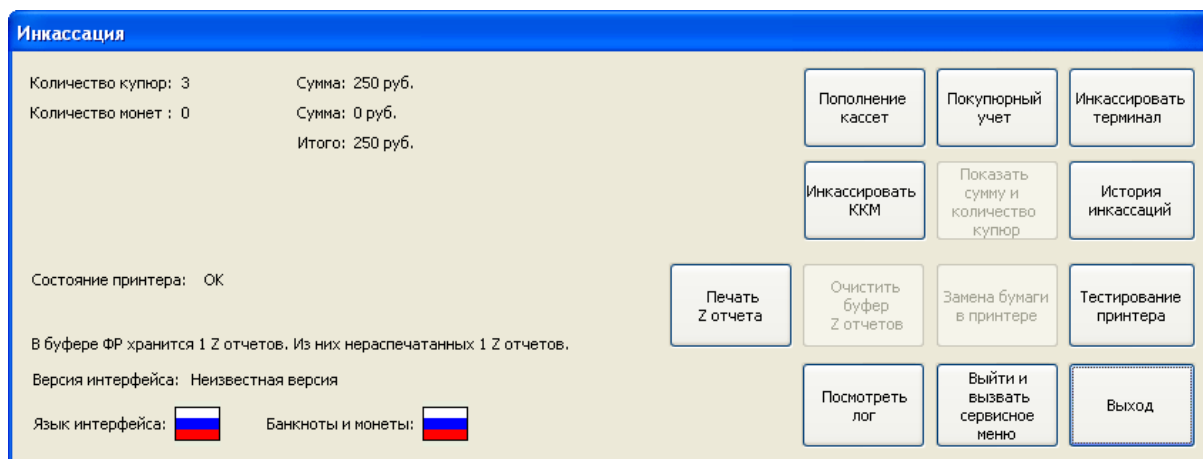 Инкассация
Количество купюр: 3
Сумма: 250 руб.
Количество монет : 0
Сумма: 0 руб.
Итого: 250 руб.
Пополнение
кассет
Покупюрный
учет
Инкассировать
терминал
Инкассировать
ККМ
Показать
сумму и
количество
купюр
История
инкассаций
Состояние принтера: OK
Печать
Z отчета
Очистить
буфер
Z отчетов
Замена бумаги
в принтере
Тестирование
принтера
В буфере ФР хранится 1 Z отчетов. Из них нераспечатанных 1 Z отчетов.
Версия интерфейса: Неизвестная версия
Язык интерфейса:
Банкноты и монеты:
Посмотреть
лог
Выйти и
вызвать
сервисное
меню
Выход